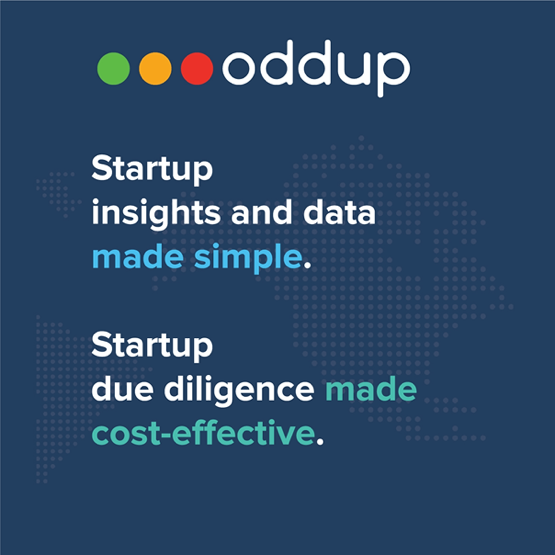 oddup
Startup
insights and data
made simple.
Startup
due diligence made
cost-effective.